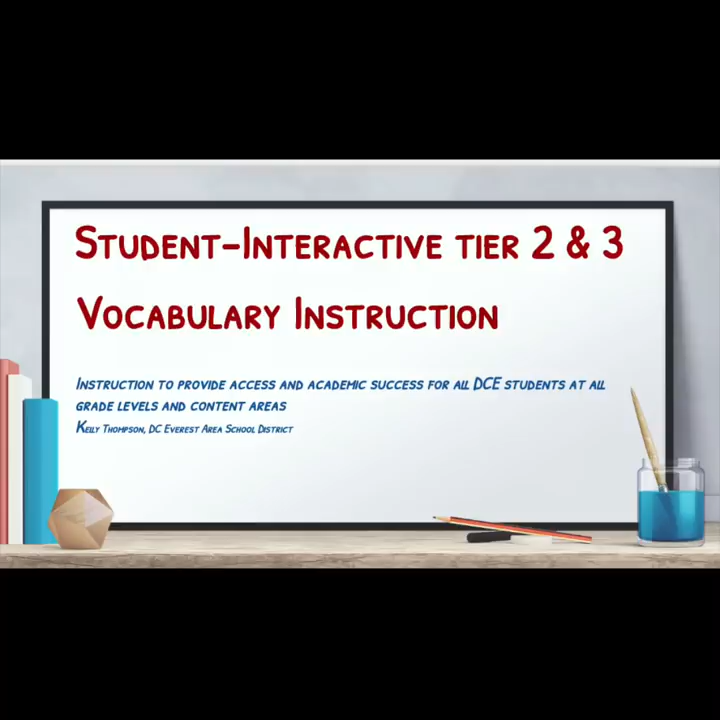 Student-Interactive tier 2 & 3
Vocabulary Instruction
Instruction to provide access and academic success for all DCE students at all
grade levels and content areas
Kelly Thompson, DC Everest Area School District